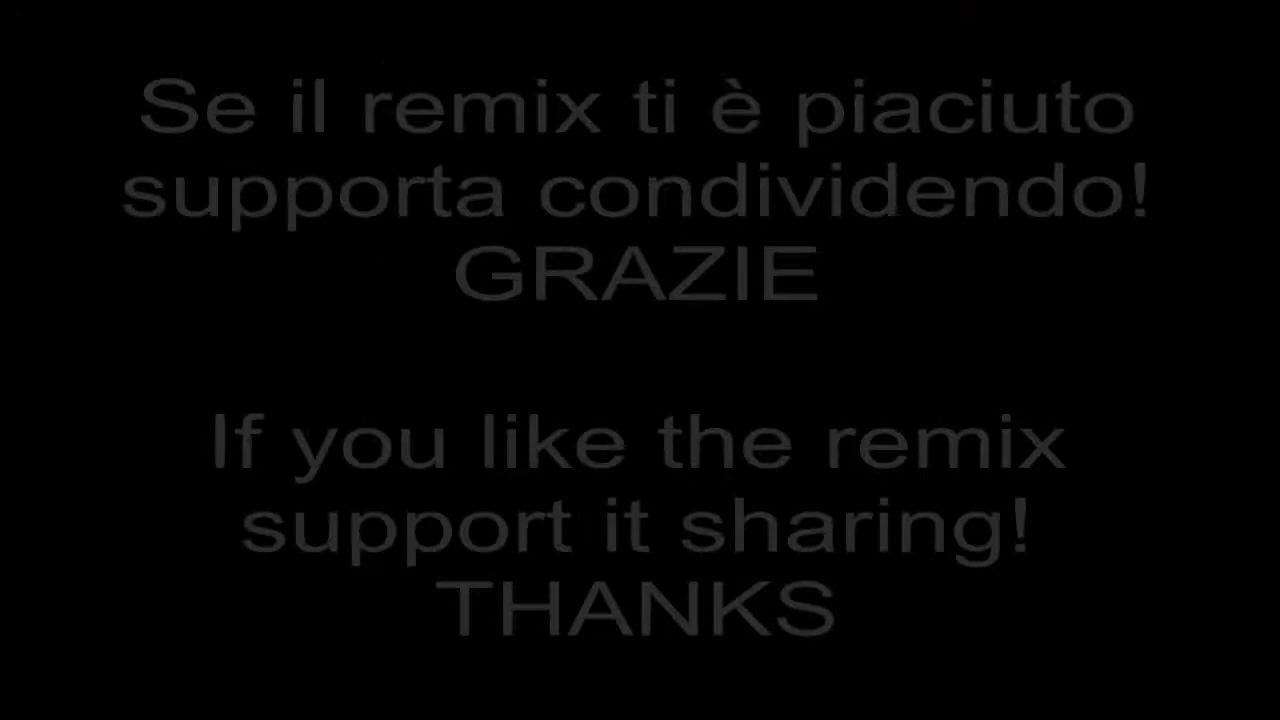 Se il remix ti è piaciuto
supporta condividendo!
GRAZIE
If you like the remix
support it sharing!
THANKS